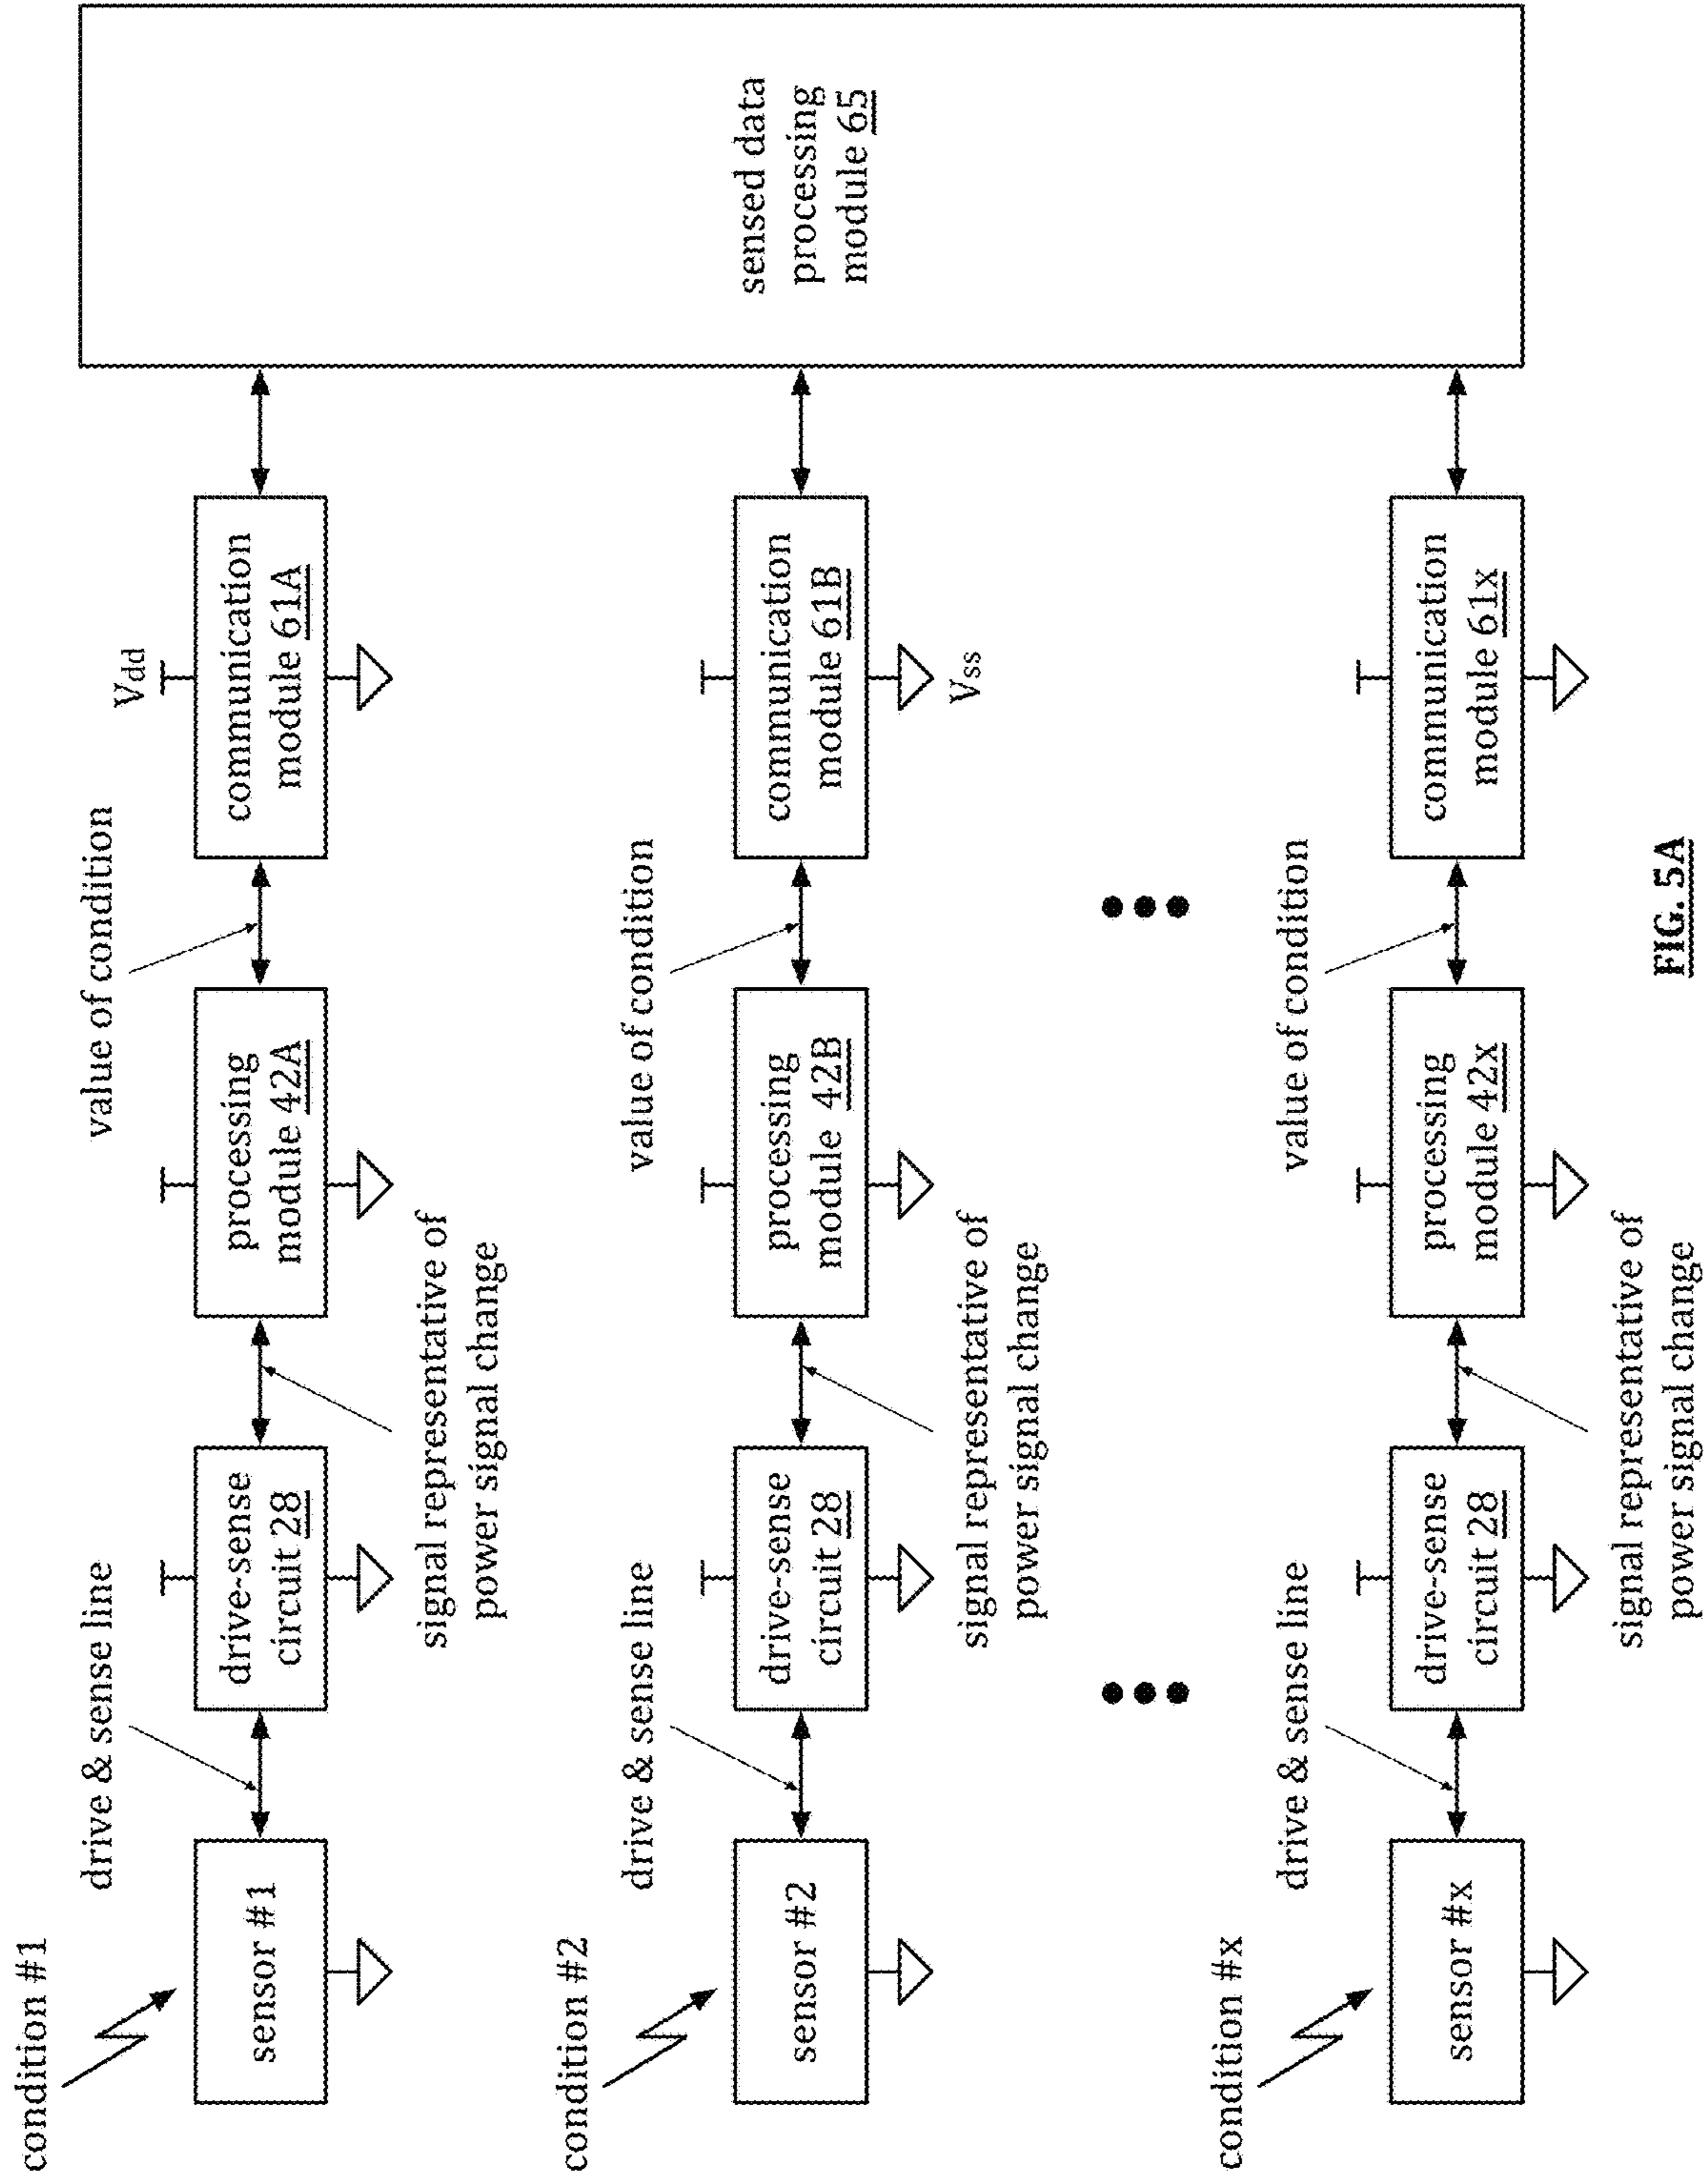 condition #1
drive & sense line
value of condition
Vdd
sensor #1
drive-sense
circuit 28
processing
module 42A
communication
module 61A
signal representative of
power signal change
condition #2
drive & sense line
value of condition
sensor #2
drive-sense
circuit 28
processing
module 42B
communication
module 61B
Vss
signal representative of
power signal change
sensed data
processing
module 65
condition #x
drive & sense line
value of condition
sensor #x
drive-sense
circuit 28
processing
module 42x
communication
module 61x
signal representative of
power signal change
FIG. 5A